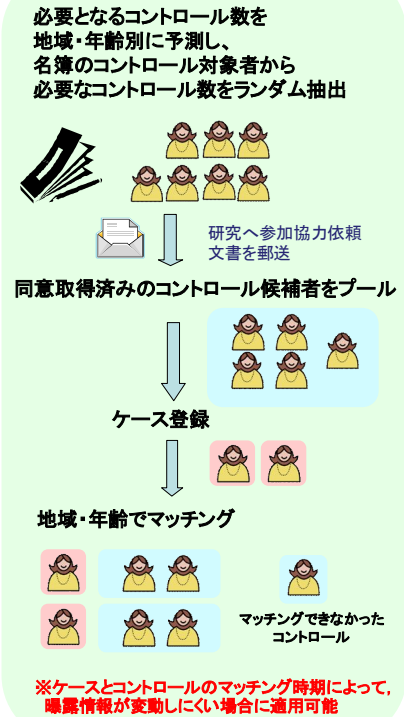 必要となるコントロール数を
地域・年齢別に予測し、
名簿のコントロール対象者から
必要なコントロール数をランダム抽出
研究へ参加協力依頼
文書を郵送
同意取得済みのコントロール候補者をプール
ケース登録
地域・年齢でマッチング
マッチングできなかった
コントロール
※ケースとコントロールのマッチング時期によって,
曝露情報が変動しにくい場合に適用可能